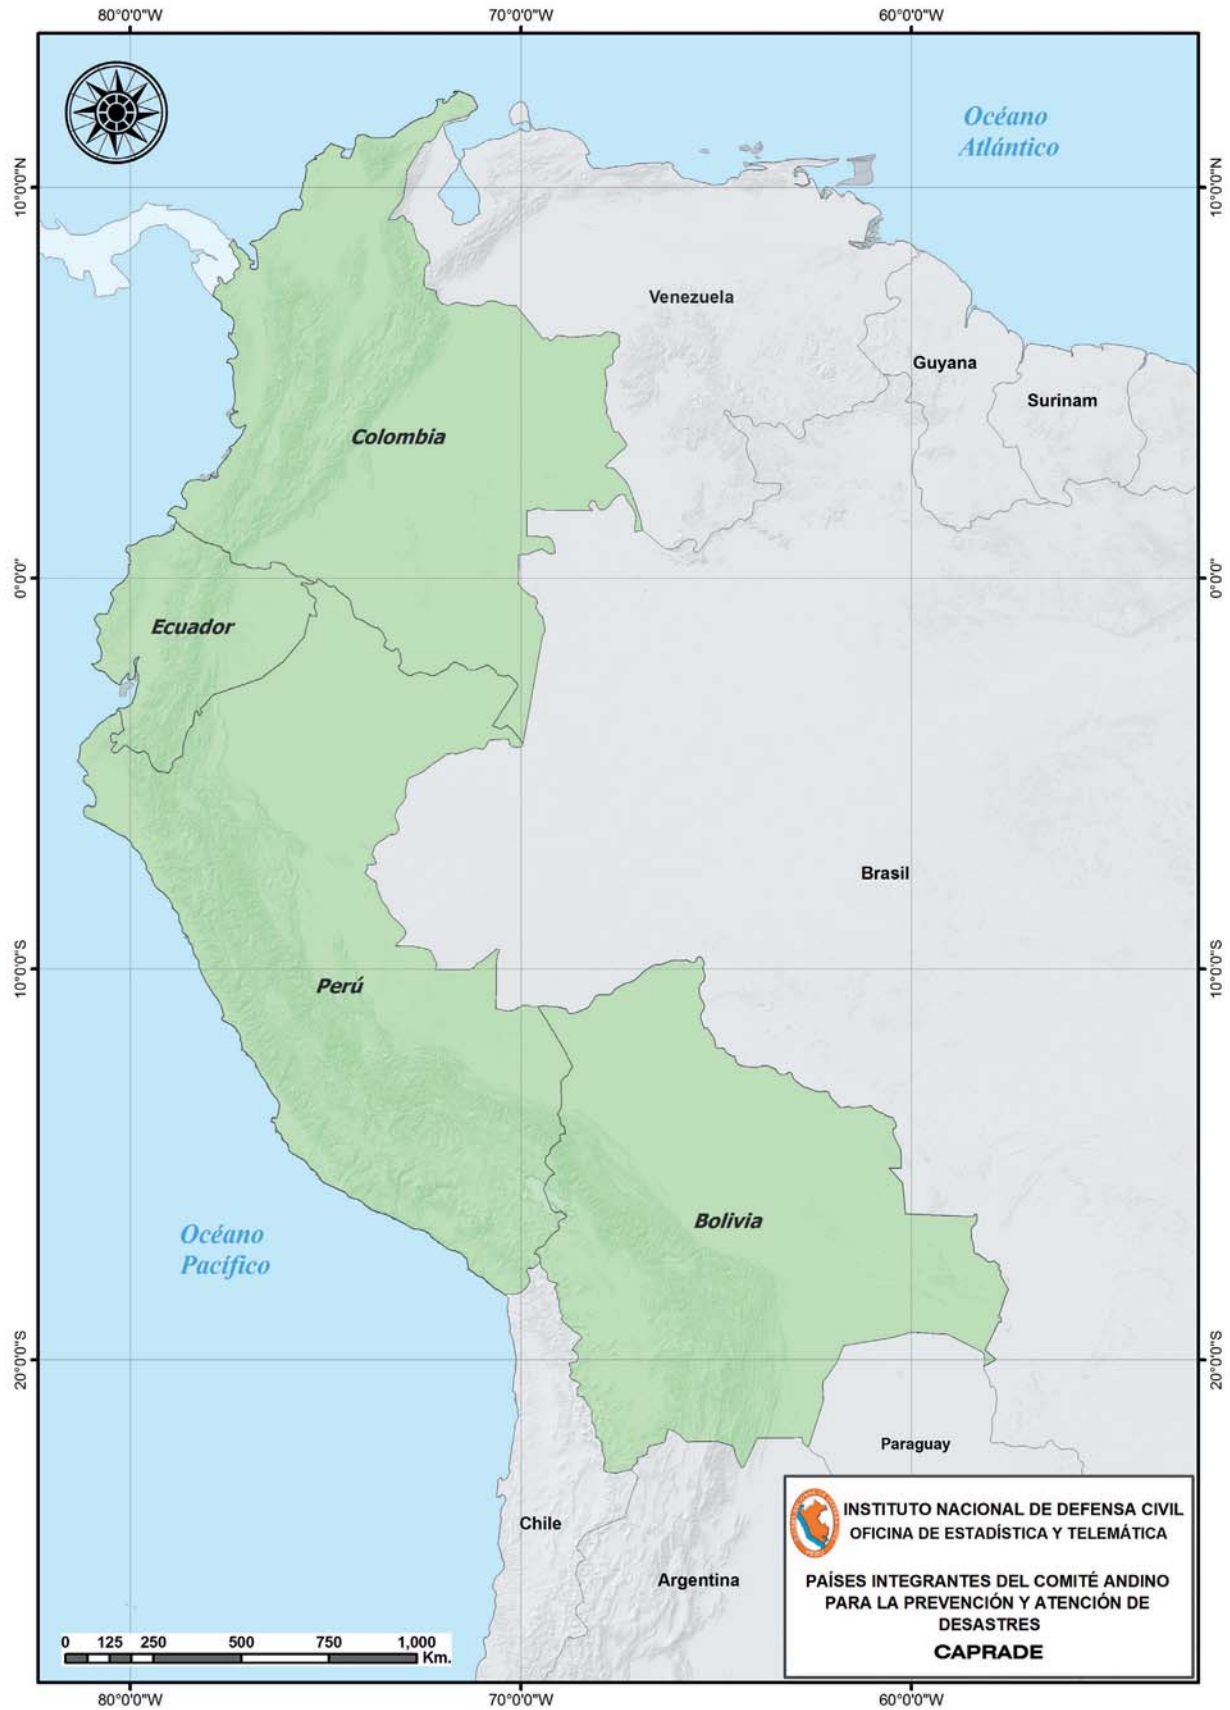 80°0'0"W
70°0'0"W
60°0'0"W
Océano
Atlántico
10°0'0"N
10°0'0"N
Venezuela
Guyana
Surinam
Colombia
0°0'0"
0°0'0"
Ecuador
Brasil
10°0'0"S
10°0'0"S
Perú
Bolivia
Océano
Pacífico
20°0'0"S
20°0'0"S
Paraguay
Chile
Argentina
INSTITUTO NACIONAL DE DEFENSA CIVIL
OFICINA DE ESTADÍSTICA Y TELEMÁTICA
PAÍSES INTEGRANTES DEL COMITÉ ANDINO
PARA LA PREVENCIÓN Y ATENCIÓN DE
DESASTRES
CAPRADE
0 125 250 500 750 1,000
Km.
80°0'0"W
70°0'0"W
60°0'0"W